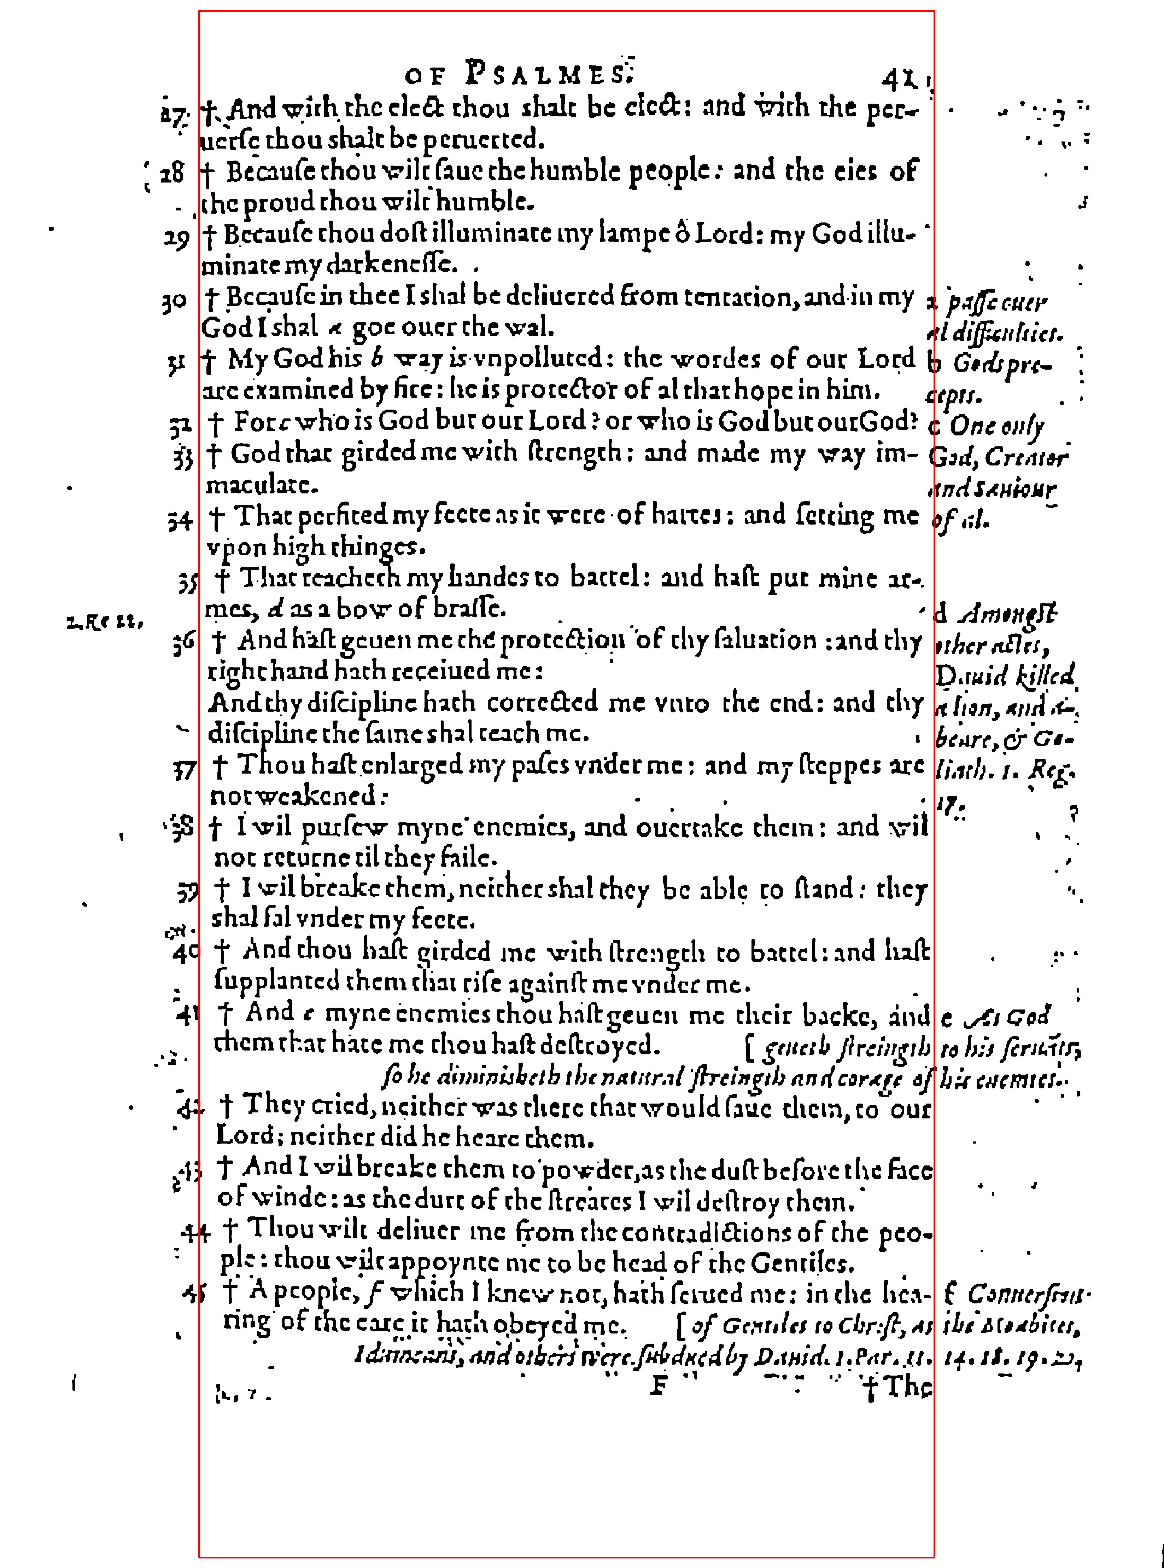 OF PSALMES. 41
27 † And with the elect thou shalt be elect: and with the per-
uerse thou shalt be peruerted.
28 † Because thou wilt saue the humble people: and the eies of
the proud thou wilt humble.
29 † Because thou dost illuminate my lampe ô Lord: my God illu-
minate my darkenesse.
30 † Because in thee I shal be deliuered from tentation, and in my
God I shal a goe ouer the wal.
a passe euer
al difficulties.
31 † My God his b way is vnpolluted: the wordes of our Lord
are examined by fire: he is protector of al that hope in him.
b Gods pre-
cepts.
32 † For c who is God but our Lord? or who is God but our God?
33 † God that girded me with strength: and made my way im-
maculate.
c One only
God, Creator
and sauiour
of al.
34 † That perfited my feete as it were of hartes: and setting me
vpon high thinges.
35 † That teacheth my handes to battel: and hast put mine ar-
mes, d as a bow of brasse.
2. Re 22,
36 † And hast geuen me the protection of thy saluation: and thy
right hand hath receiued me:
And thy discipline hath corrected me vnto the end: and thy
discipline the same shal teach me.
d Amongst
other actes,
Dauid killed
a lion, and a
beare, & Go-
liath. 1. Reg.
17.
37 † Thou hast enlarged my pases vnder me: and my steppes are
not weakened:
38 † I wil pursew myne enemies, and ouertake them: and wil
not returne til they faile.
39 † I wil breake them, neither shal they be able to stand: they
shal fal vnder my feete.
40 † And thou hast girded me with strength to battel: and hast
supplanted them that rise against me vnder me.
41 † And e myne enemies thou hast geuen me their backe, and
them that hate me thou hast destroyed.
e As God
[ geueth streingth to his seruãts,
so he diminisheth the natural streingth and corage of his enemies.
42 † They cried, neither was there that would saue them, to our
Lord; neither did he heare them.
43 † And I wil breake them to powder, as the dust before the face
of winde: as the durt of the streates I wil destroy them.
44 † Thou wilt deliuer me from the contradictions of the peo-
ple: thou wilt appoynte me to be head of the Gentiles.
45 † A people, f which I knew not, hath serued me: in the hea-
ring of the eare it hath obeyed me.
f Conuersion
[ of Gentiles to Christ, as the Moabites,
Idumeans, and others were subdued by Dauid. 1. Par. 11. 14. 18. 19. 20,
F †The